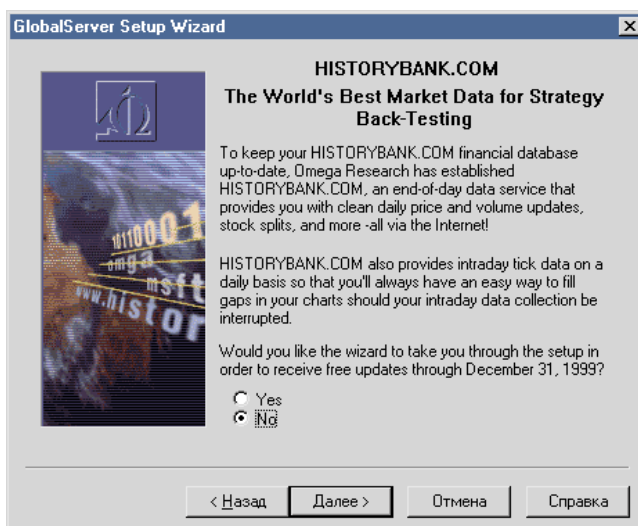 GlobalServer Setup Wizard
HISTORYBANK.COM
The World's Best Market Data for Strategy
Back-Testing
To keep your HISTORYBANK.COM financial database
up-to-date, Omega Research has established
HISTORYBANK.COM, an end-of-day data service that
provides you with clean daily price and volume updates,
stock splits, and more -all via the Internet!
HISTORYBANK.COM also provides intraday tick data on a
daily basis so that you'll always have an easy way to fill
gaps in your charts should your intraday data collection be
interrupted.
Would you like the wizard to take you through the setup in
order to receive free updates through December 31, 1999?
Yes
No
10110001
omga
msft
www.histor
< Назад
Далее >
Отмена
Справка